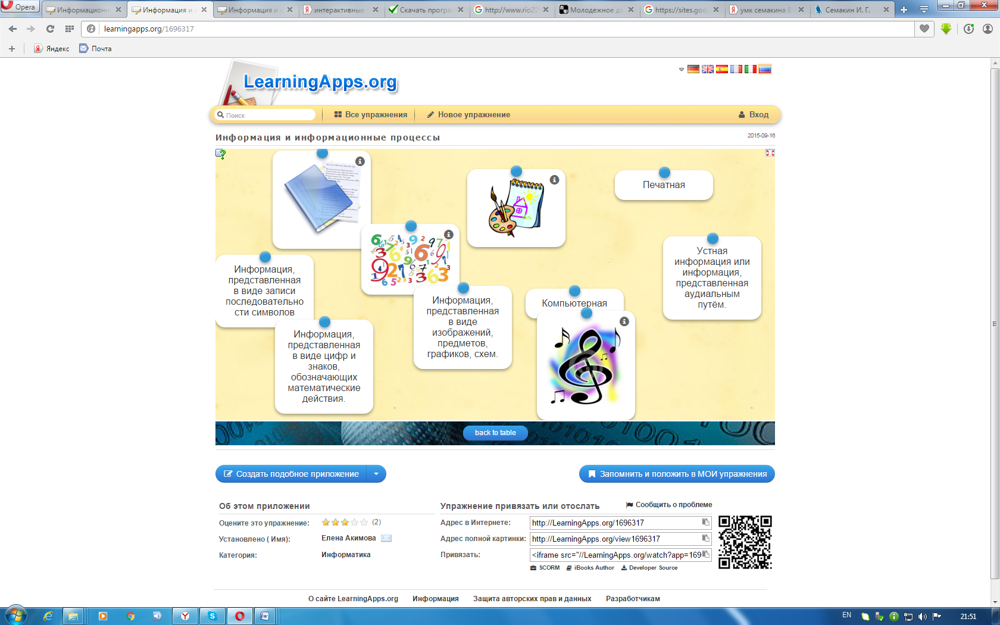 Opera
Информационн
Информация и и
Информация и и
интерактивные п
Скачать програ
http://www.rio22
Молодежное дв
https://sites.goo
умк семакина 8
Семакин И. Г.
learningapps.org/1696317
Яндекс
Почта
LearningApps.org
Поиск
Все упражнения
Новое упражнение
Вход
Информация и информационные процессы
2015-09-16
Печатная
Устная
информация или
информация,
представленная
аудиальным
путём.
Информация,
представленная
в виде записи
последовательно
сти символов
Информация,
представленная
в виде изображений,
предметов,
графиков, схем.
Компьютерная
Информация,
представленная
в виде цифр и
знаков,
обозначающих
математические
действия.
back to table
Создать подобное приложение
Запомнить и положить в МОИ упражнения
Об этом приложении
Оцените это упражнение:
(2)
Установлено ( Имя):
Елена Акимова
Категория:
Информатика
Упражнение привязать или отослать
Сообщить о проблеме
Адрес в Интернете:
http://LearningApps.org/1696317
Адрес полной картинки:
http://LearningApps.org/view1696317
Привязать:
<iframe src="//LearningApps.org/watch?app=169
SCORM
iBooks Author
Developer Source
О сайте LearningApps.org
Информация
Защита авторских прав и данных
Разработчикам
EN
21:51